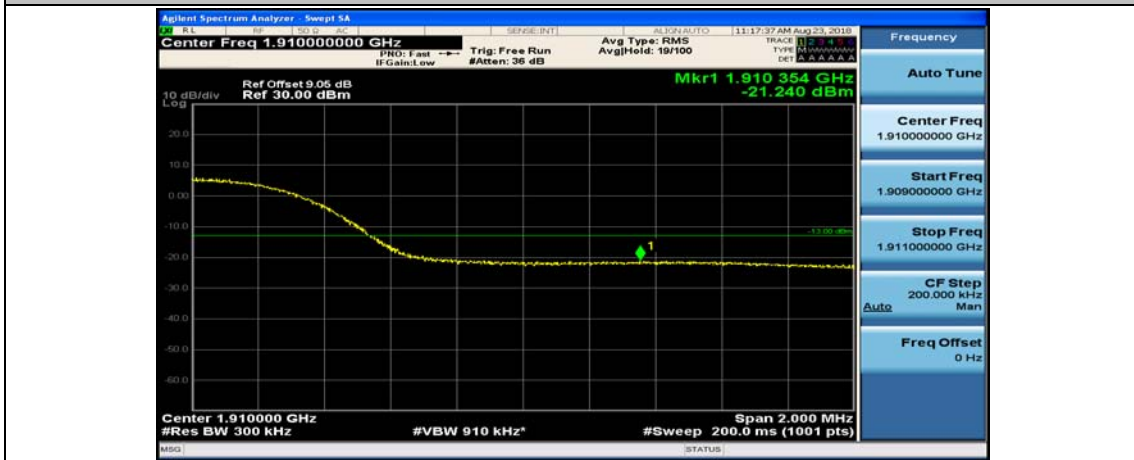 Agilent Spectrum Analyzer - Swept SA
RL RF 50 Ω AC SENSE:INT ALIGN AUTO 11:17:37 AM Aug 23, 2018
Center Freq 1.910000000 GHz
PNO: Fast
IFGain:Low
Trig: Free Run
#Atten: 36 dB
Avg Type: RMS
Avg|Hold: 19/100
TRACE 1 2 3 4 5 6
TYPE M
DET A A A A A A
Frequency
Auto Tune
Center Freq
1.910000000 GHz
Start Freq
1.909000000 GHz
Stop Freq
1.911000000 GHz
CF Step
200.000 kHz
Auto Man
Freq Offset
0 Hz
Mkr1 1.910 354 GHz
-21.240 dBm
Ref Offset 9.05 dB
10 dB/div Ref 30.00 dBm
Log
20.0
10.0
0.00
-10.0
-13.00 dBm
1
-20.0
-30.0
-40.0
-50.0
-60.0
Center 1.910000 GHz
Span 2.000 MHz
#Res BW 300 kHz
#VBW 910 kHz*
#Sweep 200.0 ms (1001 pts)
MSG
STATUS